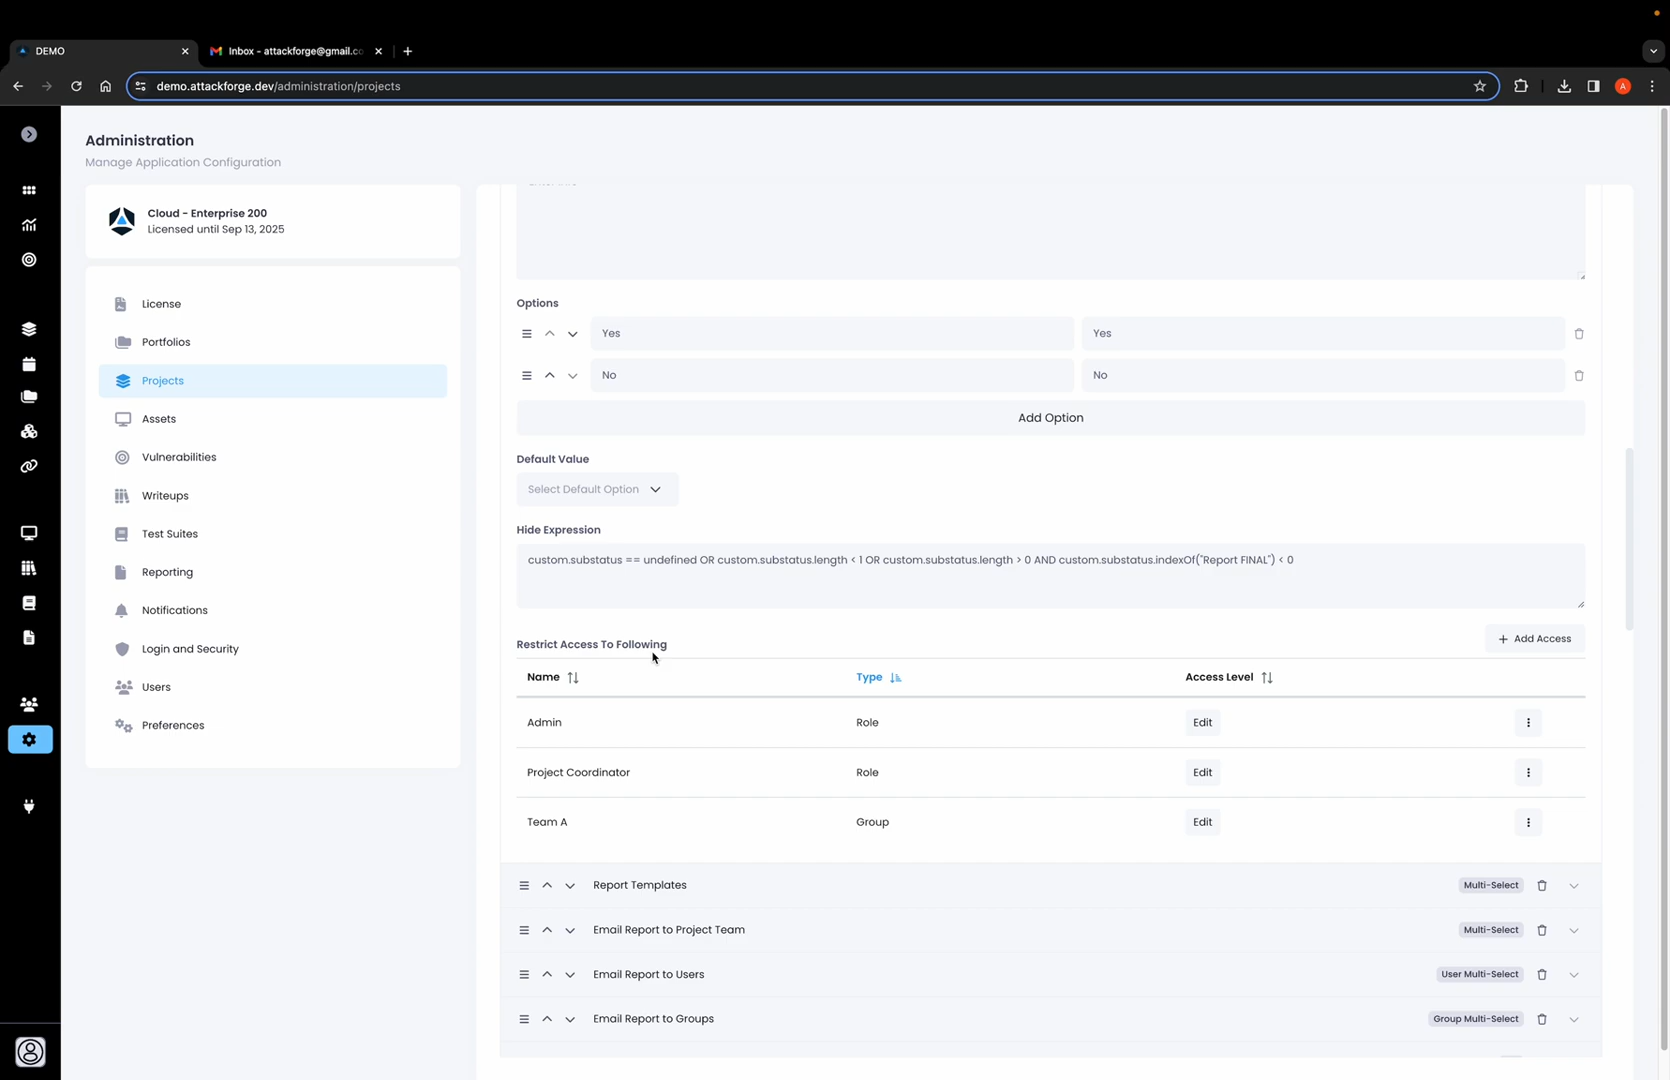 DEMO
Inbox - attackforge@gmail.co
demo.attackforge.dev/administration/projects
A
Administration
Manage Application Configuration
Cloud - Enterprise 200
Licensed until Sep 13, 2025
License
Portfolios
Projects
Assets
Vulnerabilities
Writeups
Test Suites
Reporting
Notifications
Login and Security
Users
Preferences
Options
Yes Yes
No No
Add Option
Default Value
Select Default Option
Hide Expression
custom.substatus == undefined OR custom.substatus.length < 1 OR custom.substatus.length > 0 AND custom.substatus.indexOf("Report FINAL") < 0
Restrict Access To Following
+ Add Access
Name Type Access Level
Admin Role Edit
Project Coordinator Role Edit
Team A Group Edit
Report Templates Multi-Select
Email Report to Project Team Multi-Select
Email Report to Users User Multi-Select
Email Report to Groups Group Multi-Select